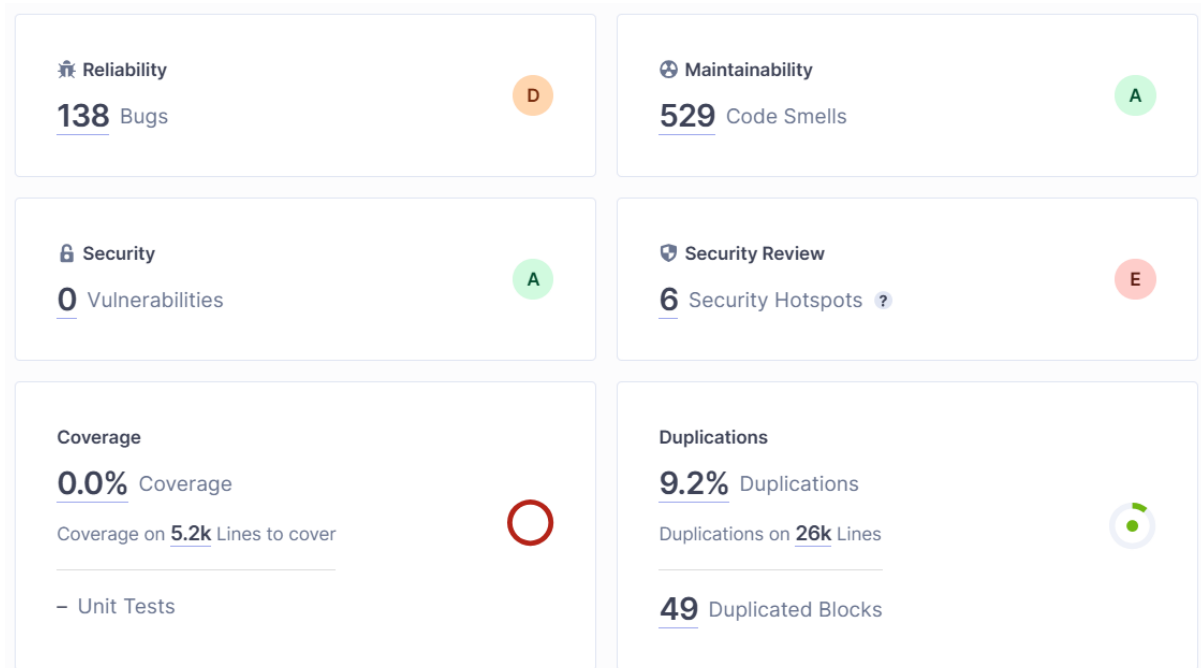 Reliability
138 Bugs
D
Maintainability
529 Code Smells
A
Security
0 Vulnerabilities
A
Security Review
6 Security Hotspots ?
E
Coverage
0.0% Coverage
Coverage on 5.2k Lines to cover
– Unit Tests
Duplications
9.2% Duplications
Duplications on 26k Lines
49 Duplicated Blocks